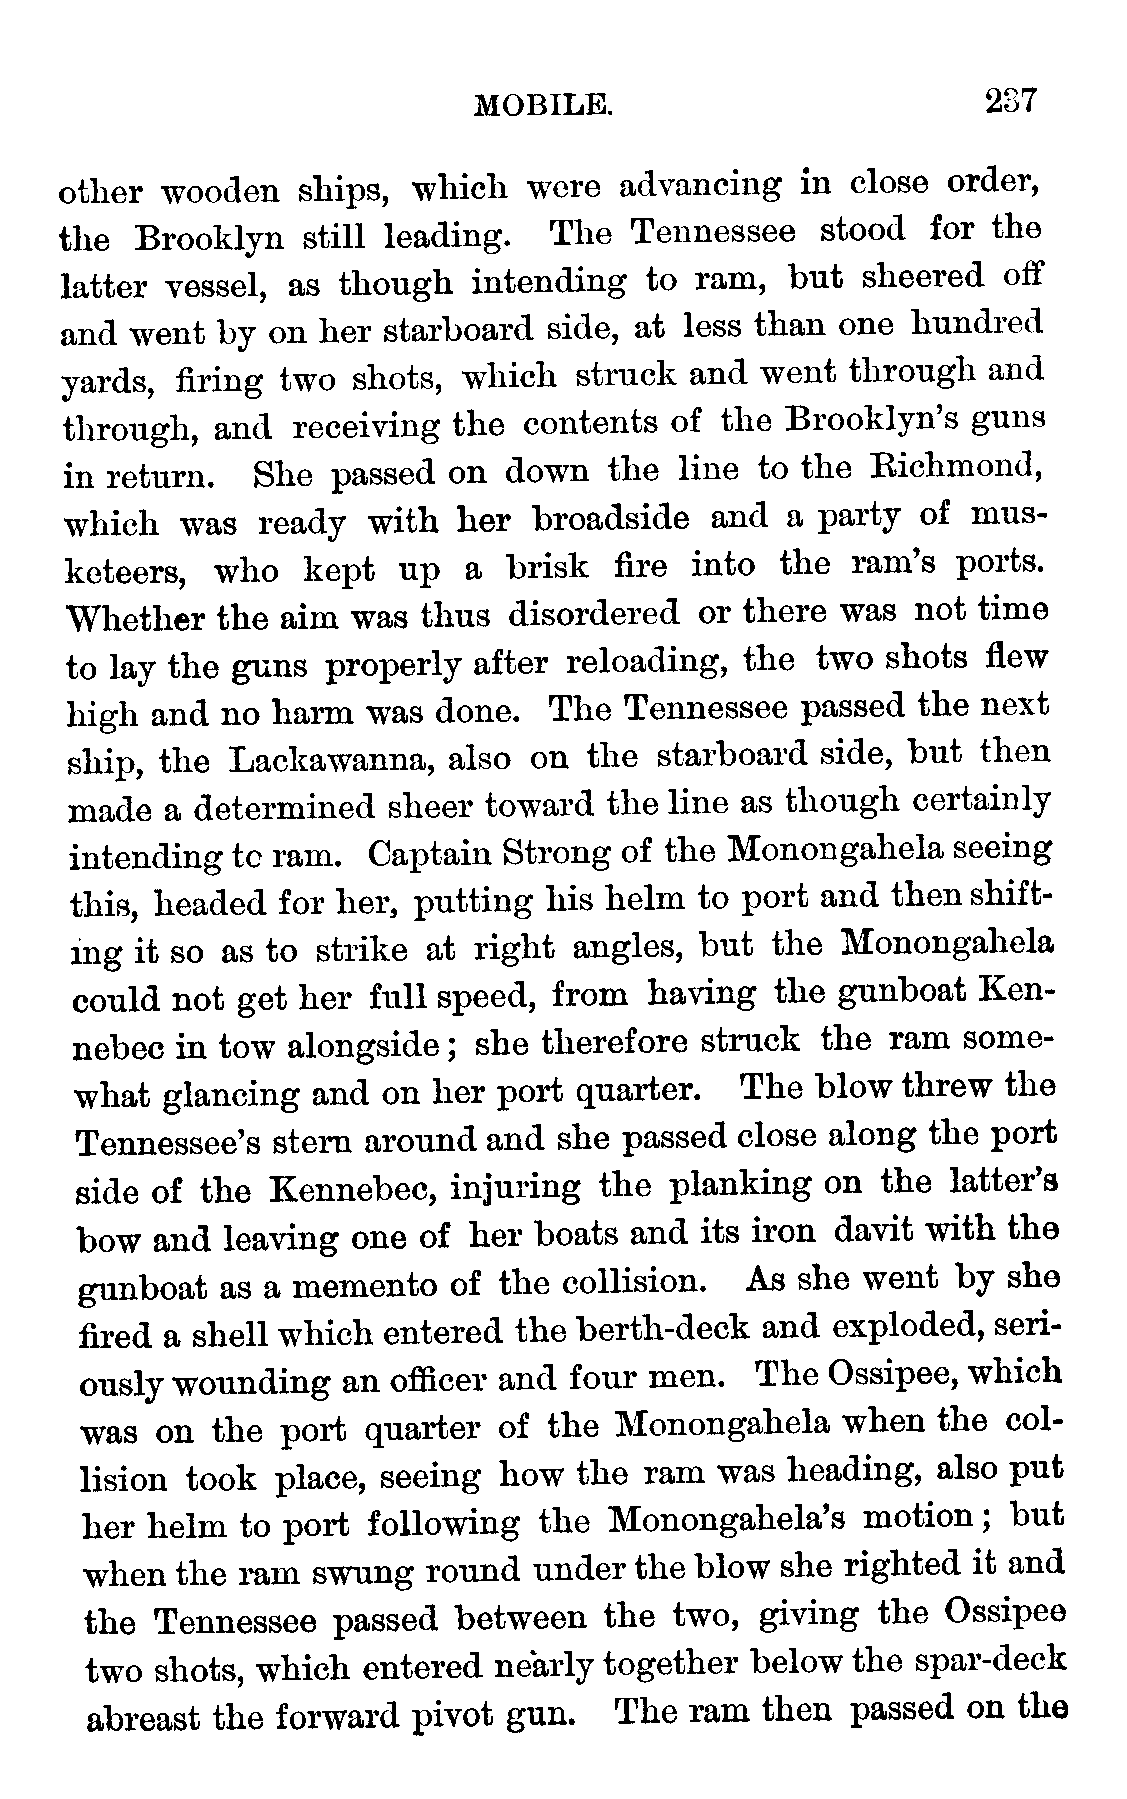 MOBILE. 237
other wooden ships, which were advancing in close order,
the Brooklyn still leading. The Tennessee stood for the
latter vessel, as though intending to ram, but sheered off
and went by on her starboard side, at less than one hundred
yards, firing two shots, which struck and went through and
through, and receiving the contents of the Brooklyn's guns
in return. She passed on down the line to the Richmond,
which was ready with her broadside and a party of mus-
keteers, who kept up a brisk fire into the ram's ports.
Whether the aim was thus disordered or there was not time
to lay the guns properly after reloading, the two shots flew
high and no harm was done. The Tennessee passed the next
ship, the Lackawanna, also on the starboard side, but then
made a determined sheer toward the line as though certainly
intending to ram. Captain Strong of the Monongahela seeing
this, headed for her, putting his helm to port and then shift-
ing it so as to strike at right angles, but the Monongahela
could not get her full speed, from having the gunboat Ken-
nebec in tow alongside; she therefore struck the ram some-
what glancing and on her port quarter. The blow threw the
Tennessee's stern around and she passed close along the port
side of the Kennebec, injuring the planking on the latter's
bow and leaving one of her boats and its iron davit with the
gunboat as a memento of the collision. As she went by she
fired a shell which entered the berth-deck and exploded, seri-
ously wounding an officer and four men. The Ossipee, which
was on the port quarter of the Monongahela when the col-
lision took place, seeing how the ram was heading, also put
her helm to port following the Monongahela's motion; but
when the ram swung round under the blow she righted it and
the Tennessee passed between the two, giving the Ossipee
two shots, which entered nearly together below the spar-deck
abreast the forward pivot gun. The ram then passed on the